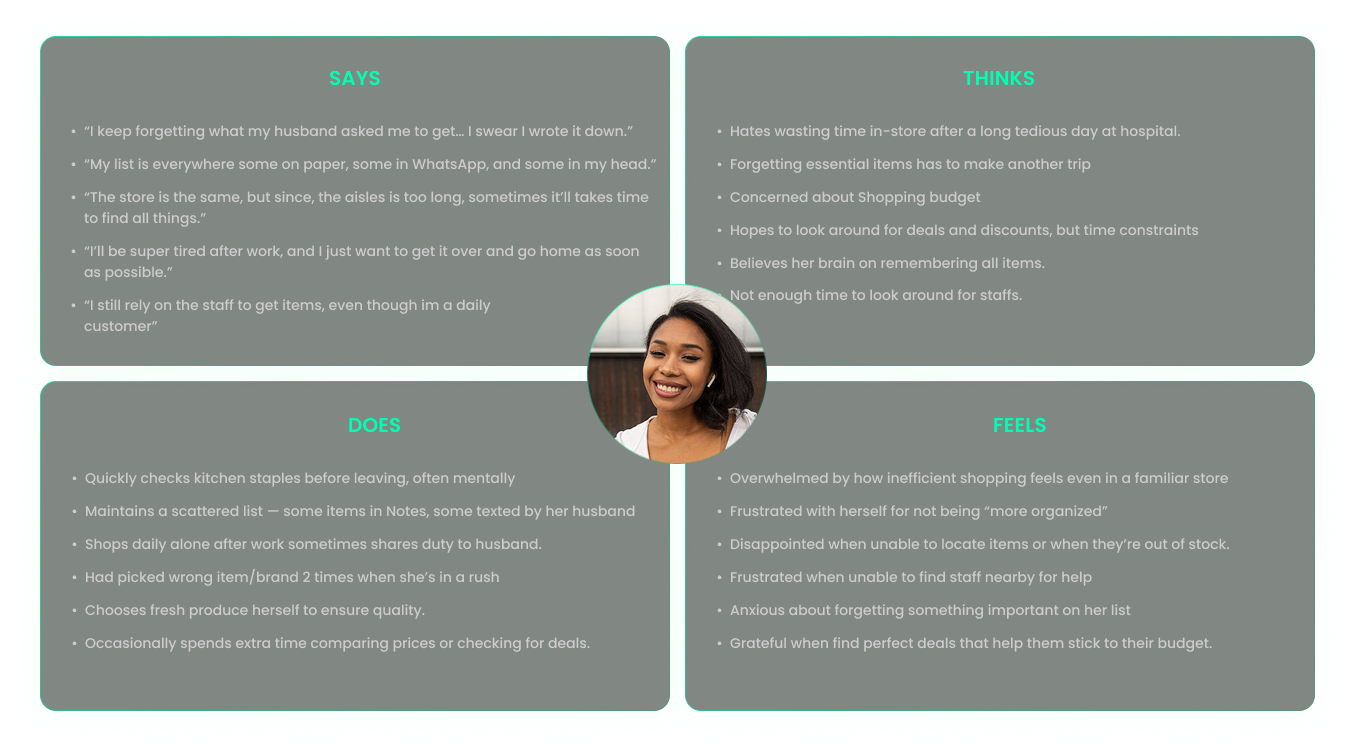 SAYS
• “I keep forgetting what my husband asked me to get... I swear I wrote it down.”
• “My list is everywhere some on paper, some in WhatsApp, and some in my head.”
• “The store is the same, but since, the aisles is too long, sometimes it’ll takes time
to find all things.”
• “I’ll be super tired after work, and I just want to get it over and go home as soon
as possible.”
• “I still rely on the staff to get items, even though im a daily
customer”
THINKS
• Hates wasting time in-store after a long tedious day at hospital.
• Forgetting essential items has to make another trip
• Concerned about Shopping budget
• Hopes to look around for deals and discounts, but time constraints
• Believes her brain on remembering all items.
• Not enough time to look around for staffs.
DOES
• Quickly checks kitchen staples before leaving, often mentally
• Maintains a scattered list — some items in Notes, some texted by her husband
• Shops daily alone after work sometimes shares duty to husband.
• Had picked wrong item/brand 2 times when she’s in a rush
• Chooses fresh produce herself to ensure quality.
• Occasionally spends extra time comparing prices or checking for deals.
FEELS
• Overwhelmed by how inefficient shopping feels even in a familiar store
• Frustrated with herself for not being “more organized”
• Disappointed when unable to locate items or when they’re out of stock.
• Frustrated when unable to find staff nearby for help
• Anxious about forgetting something important on her list
• Grateful when find perfect deals that help them stick to their budget.